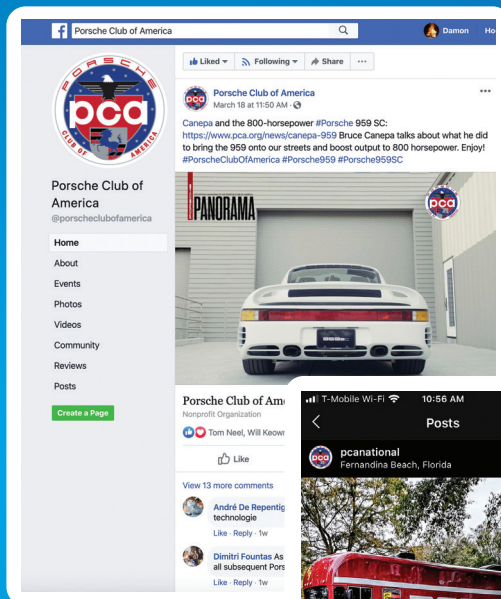 Porsche Club of America
Damon
Ho
PORSCHE
pca
CLUB OF AMERICA
Porsche Club of
America
@porscheclubofamerica
Home
About
Events
Photos
Videos
Community
Reviews
Posts
Create a Page
Liked
Following
Share
Porsche Club of America
March 18 at 11:50 AM
Canepa and the 800-horsepower #Porsche 959 SC:
https://www.pca.org/news/canepa-959 Bruce Canepa talks about what he did
to bring the 959 onto our streets and boost output to 800 horsepower. Enjoy!
#PorscheClubOfAmerica #Porsche959 #Porsche959SC
PANORAMA
pca
Porsche Club of Am
Nonprofit Organization
Tom Neel, Will Keow
Like
View 13 more comments
André De Repentig
technologie
Like · Reply · 1w
Dimitri Fountas As
all subsequent Pors
Like · Reply · 1w
T-Mobile Wi-Fi
10:56 AM
Posts
pcanational
Fernandina Beach, Florida